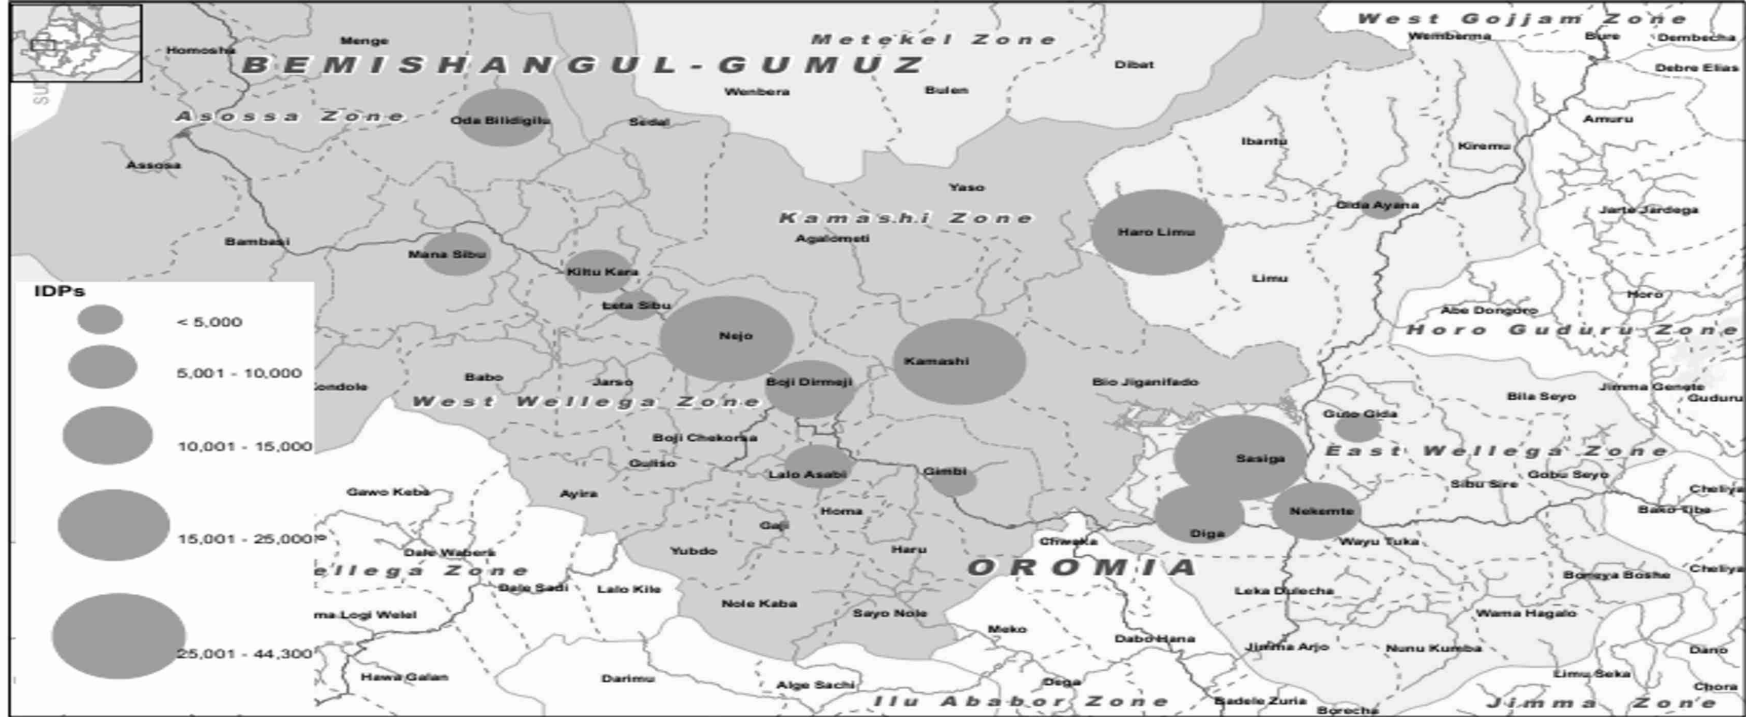 West Gojjam Zone
Wemberma
Bure
Dembecha
Homosha
Menge
Metekel Zone
BEMISHANGUL-GUMUZ
Dibat
Debre Elias
Wenbera
Bulen
SU
Asossa Zone
Oda Bilidigilu
Sedal
Amuru
Ibantu
Kiremu
Assosa
Yaso
Gida Ayana
Jarte Jardega
Kamashi Zone
Agalometi
Haro Limu
Bambasi
Mana Sibu
Kiltu Kara
Limu
IDPs
< 5,000
5,001 - 10,000
10,001 - 15,000
15,001 - 25,000
25,001 - 44,300
Leta Sibu
Horo
Abe Dongoro
Horo Guduru Zone
Nejo
Kamashi
Babo
Jarso
Boji Dirmeji
Bio Jiganifado
ondole
Jimma Genete
Guduru
Bila Seyo
West Wellega Zone
Guto Gida
Boji Chekorsa
East Wellega Zone
Guliso
Lalo Asabi
Gimbi
Sasiga
Gobu Seyo
Sibu Sire
Cheliya
Gawo Kebe
Ayira
Homa
Nekemte
Bako Tibe
Gaji
Diga
Chwaka
Wayu Tuka
Dale Wabera
Yubdo
Haru
OROMIA
ellega Zone
Cheliya
Boneya Boshe
Dale Sadi
Lalo Kile
Leka Dulecha
Nole Kaba
Sayo Nole
Wama Hagalo
ma Logi Welel
Meko
Dabo Hana
Jimma Arjo
Nunu Kumba
Dano
Hawa Galan
Darimu
Alge Sachi
Dega
Limu Seka
Chora
Ilu Ababor Zone
Badele Zuria
Borecha
Jimma Zone